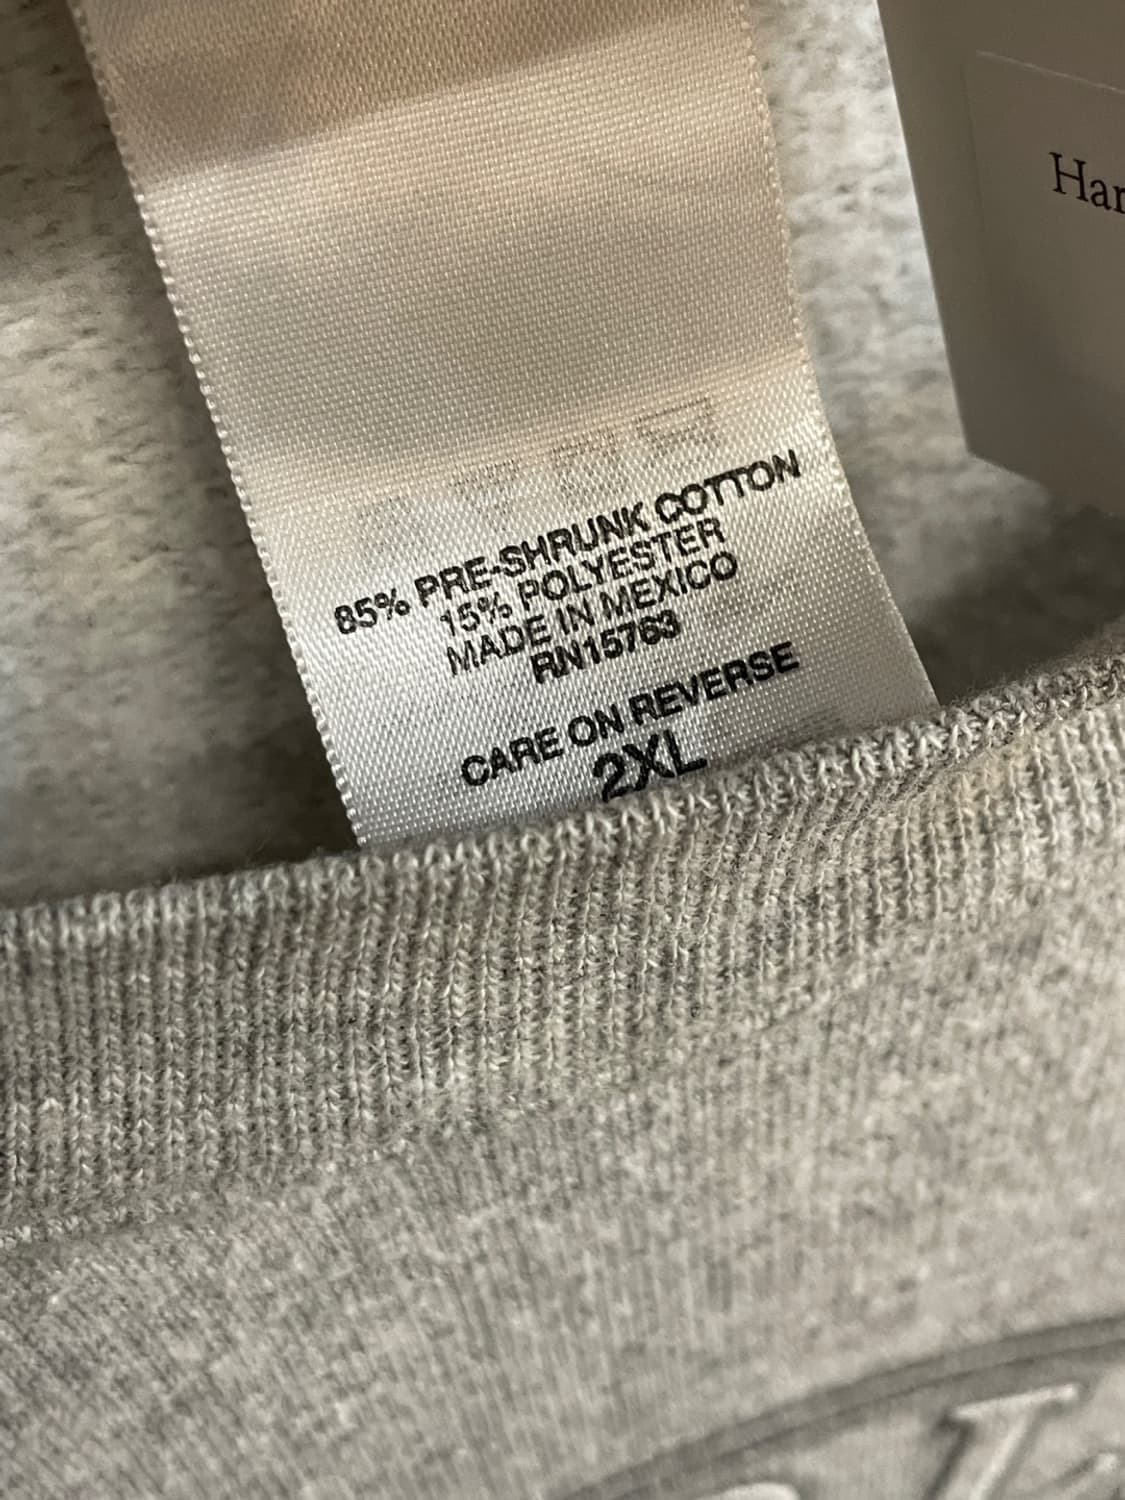 85% PRE-SHRUNK COTTON
15% POLYESTER
MADE IN MEXICO
RN15763
CARE ON REVERSE
2XL